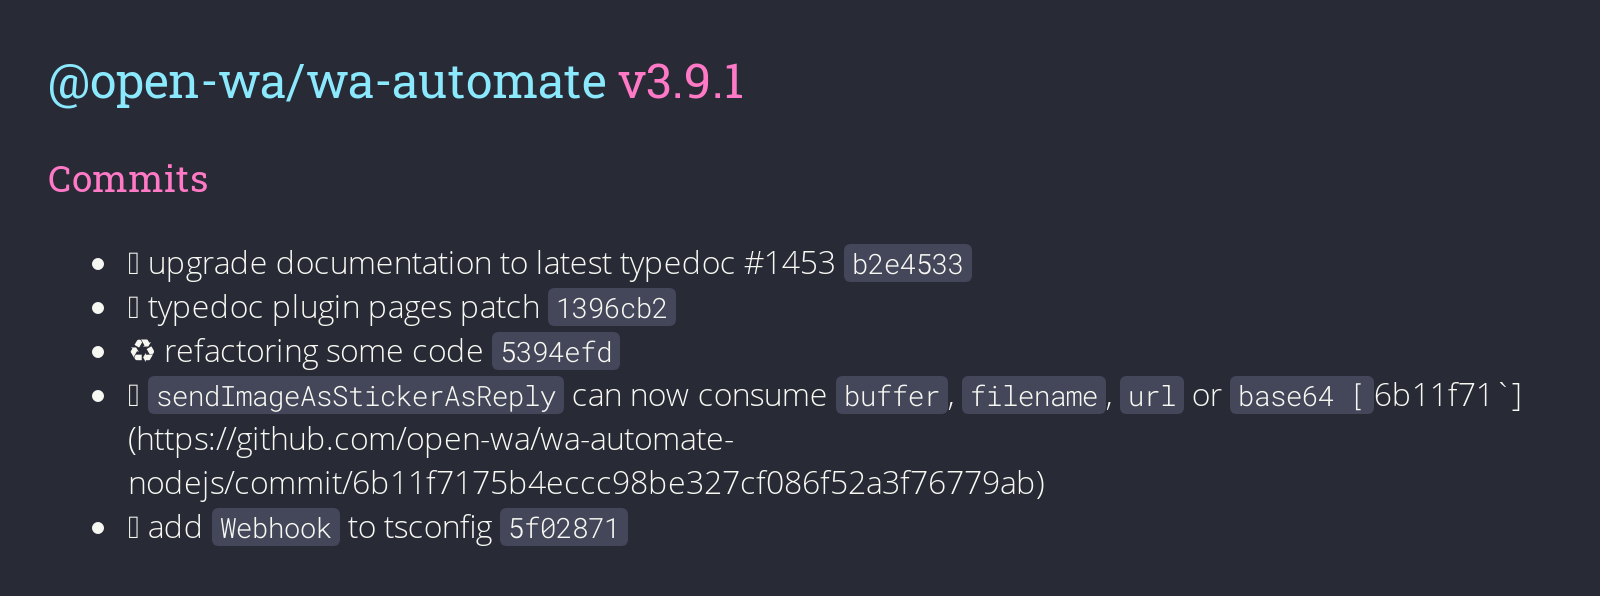 @open-wa/wa-automate v3.9.1
Commits
upgrade documentation to latest typedoc #1453 b2e4533
typedoc plugin pages patch 1396cb2
♻ refactoring some code 5394efd
sendImageAsStickerAsReply can now consume buffer, filename, url or base64 [6b11f71`]
(https://github.com/open-wa/wa-automate-
nodejs/commit/6b11f7175b4eccc98be327cf086f52a3f76779ab)
add Webhook to tsconfig 5f02871